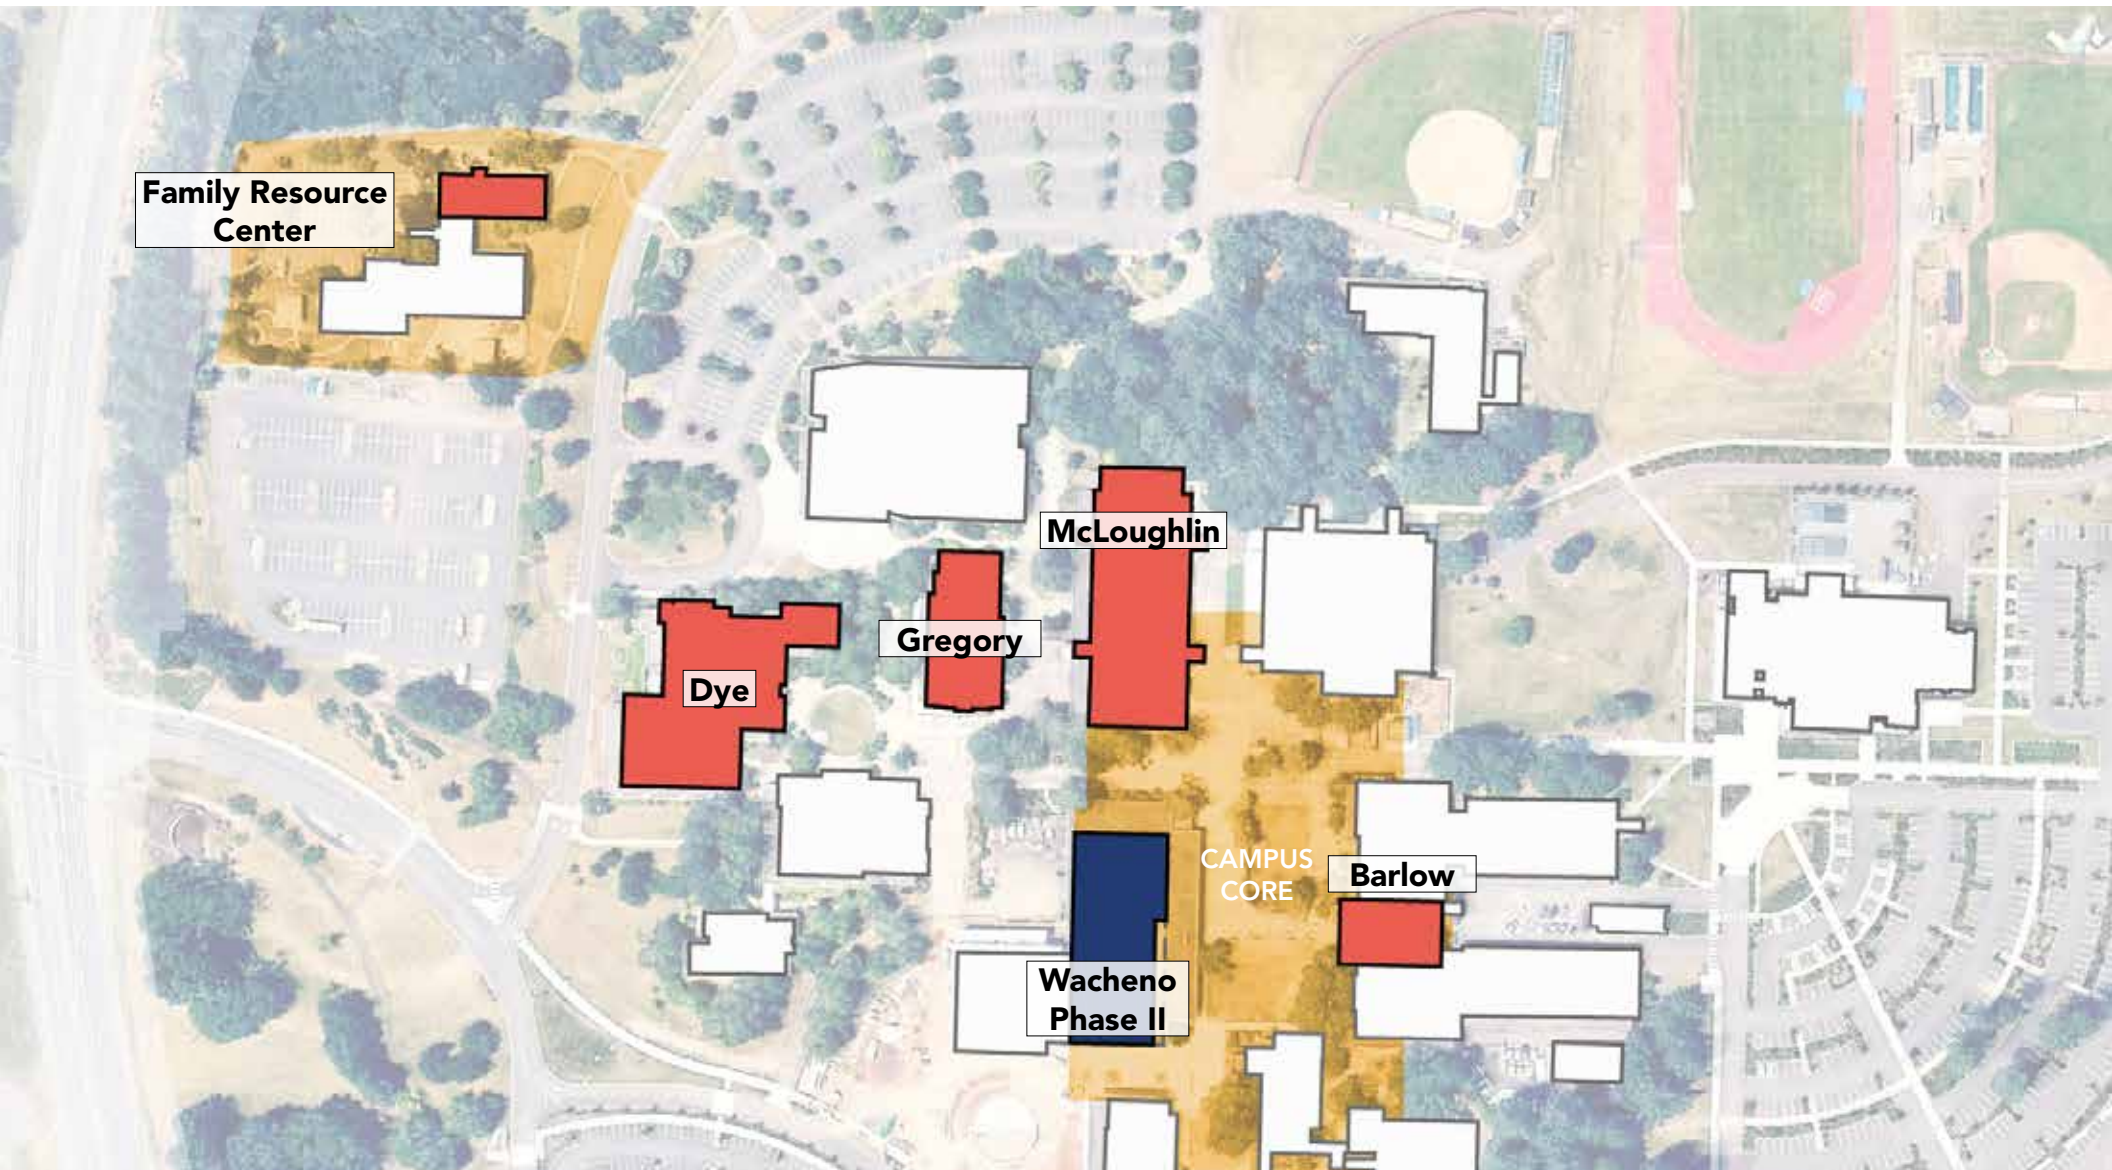 Family Resource
Center
McLoughlin
Gregory
Dye
CAMPUS
CORE
Barlow
Wacheno
Phase II